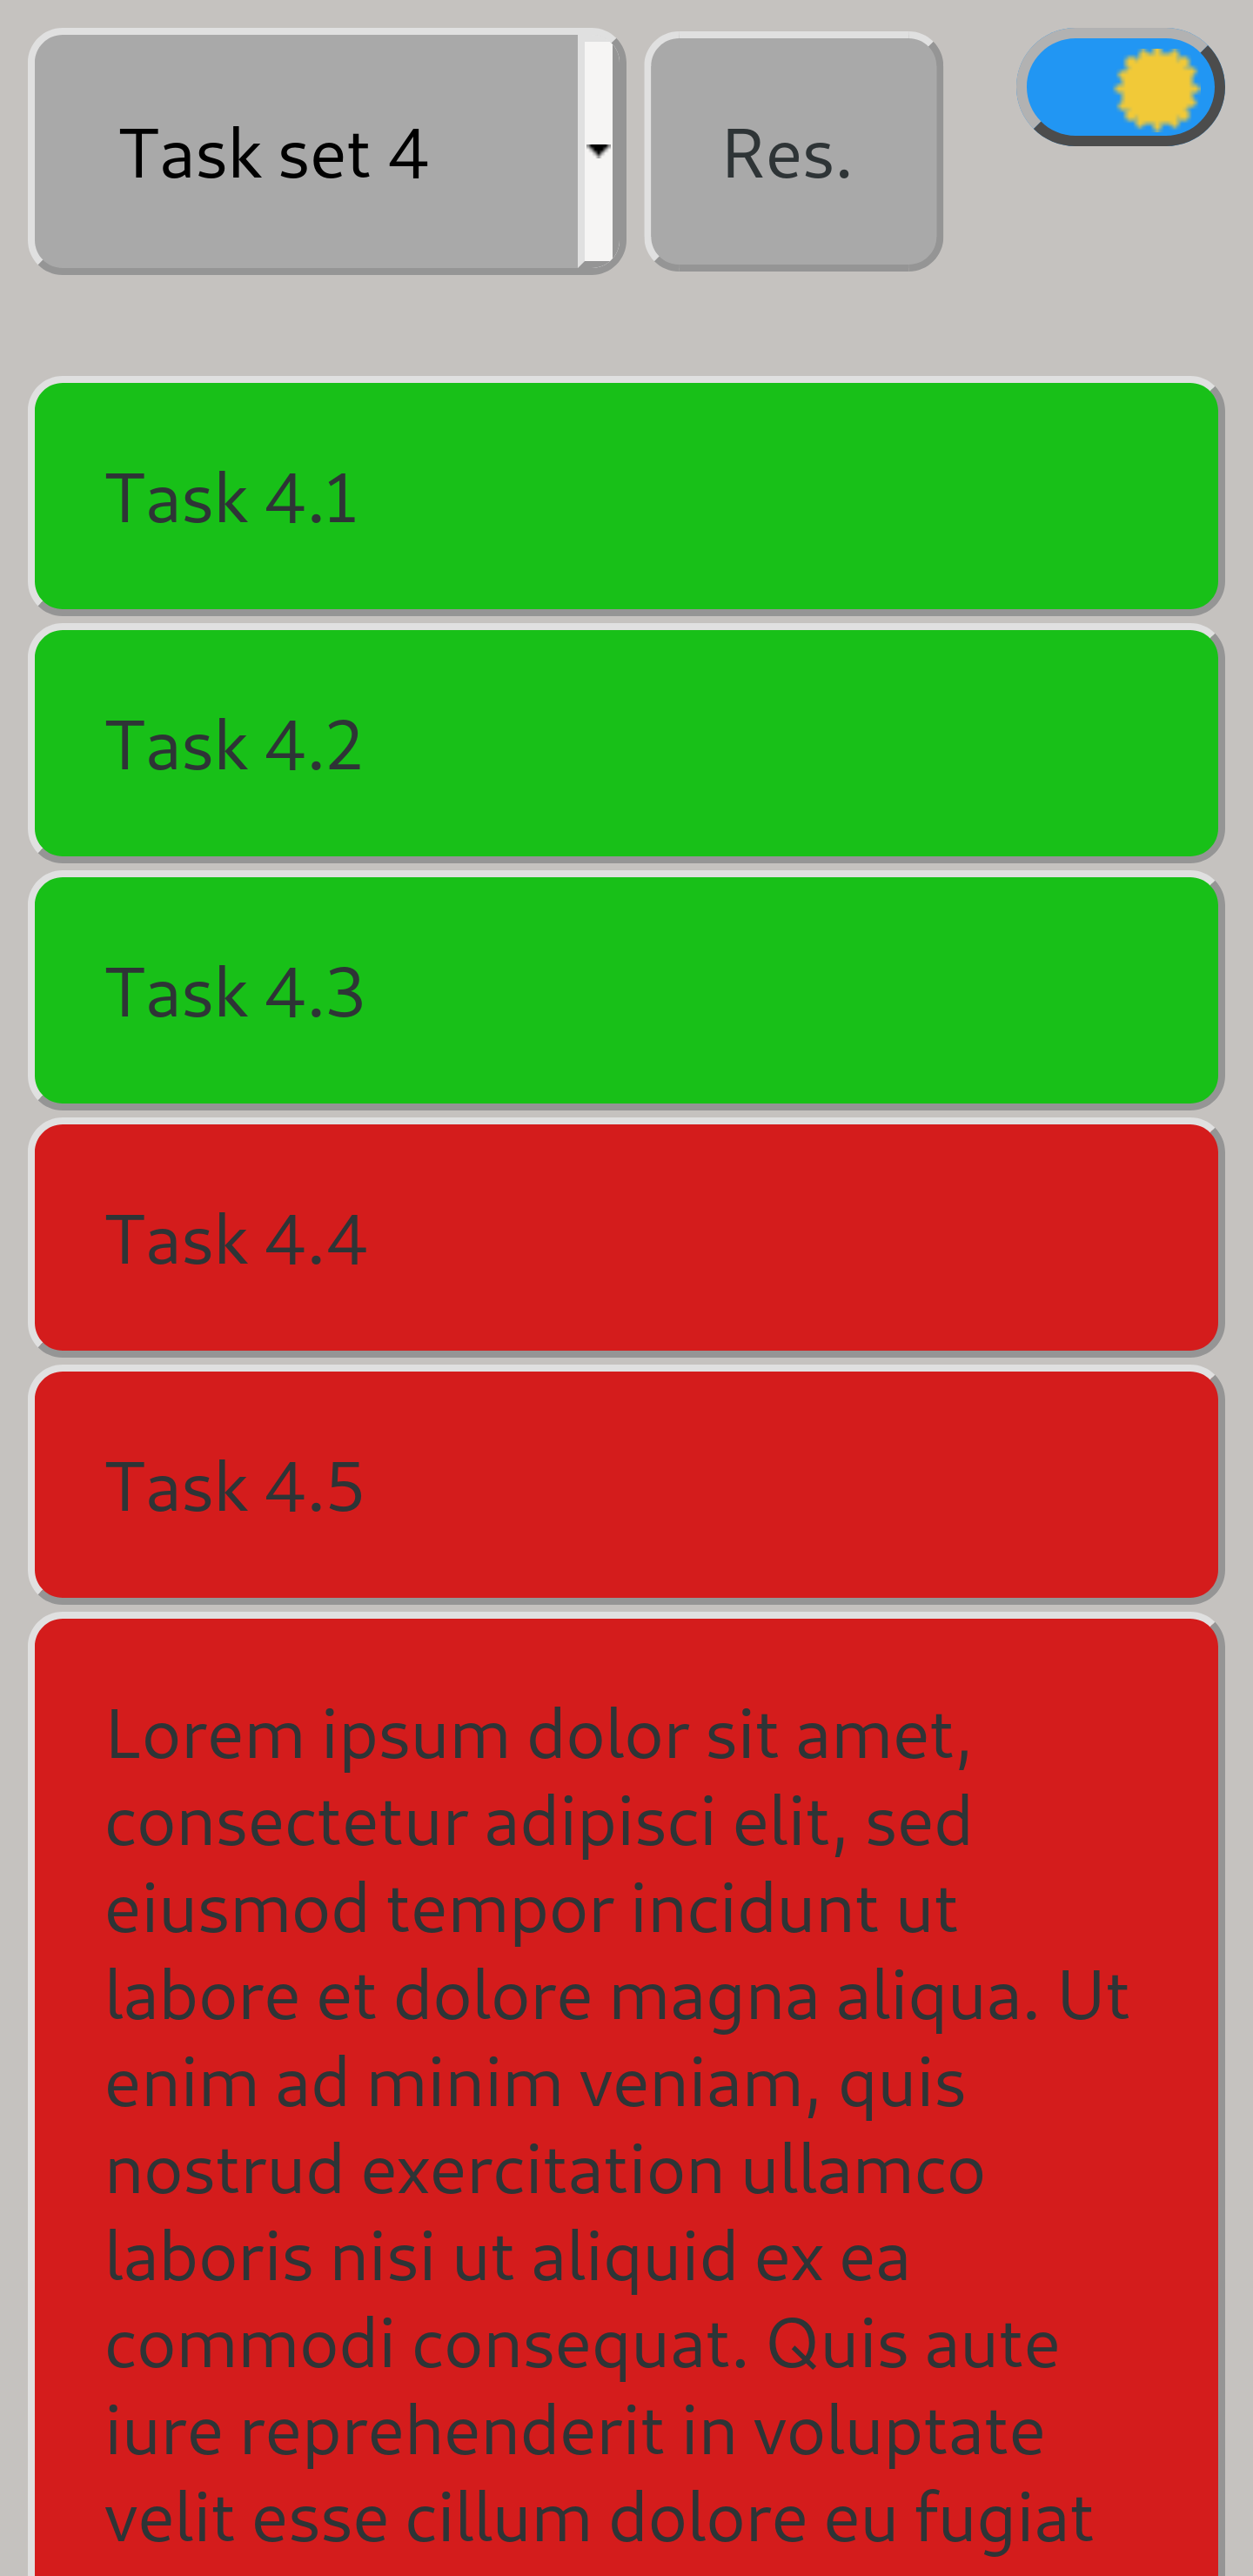 Task set 4
Res.
Task 4.1
Task 4.2
Task 4.3
Task 4.4
Task 4.5
Lorem ipsum dolor sit amet,
consectetur adipisci elit, sed
eiusmod tempor incidunt ut
labore et dolore magna aliqua. Ut
enim ad minim veniam, quis
nostrud exercitation ullamco
laboris nisi ut aliquid ex ea
commodi consequat. Quis aute
iure reprehenderit in voluptate
velit esse cillum dolore eu fugiat